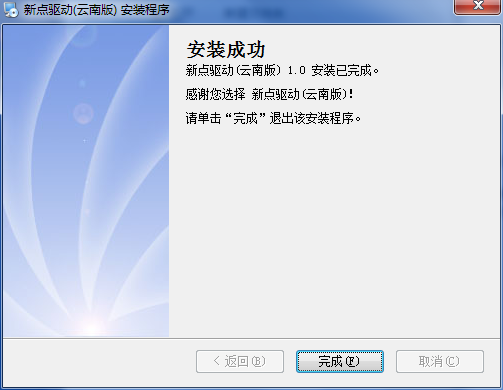 新点驱动(云南版) 安装程序
安装成功
新点驱动(云南版) 1.0 安装已完成。
感谢您选择 新点驱动(云南版)!
请单击“完成”退出该安装程序。
< 返回(B)
完成(F)
取消(C)